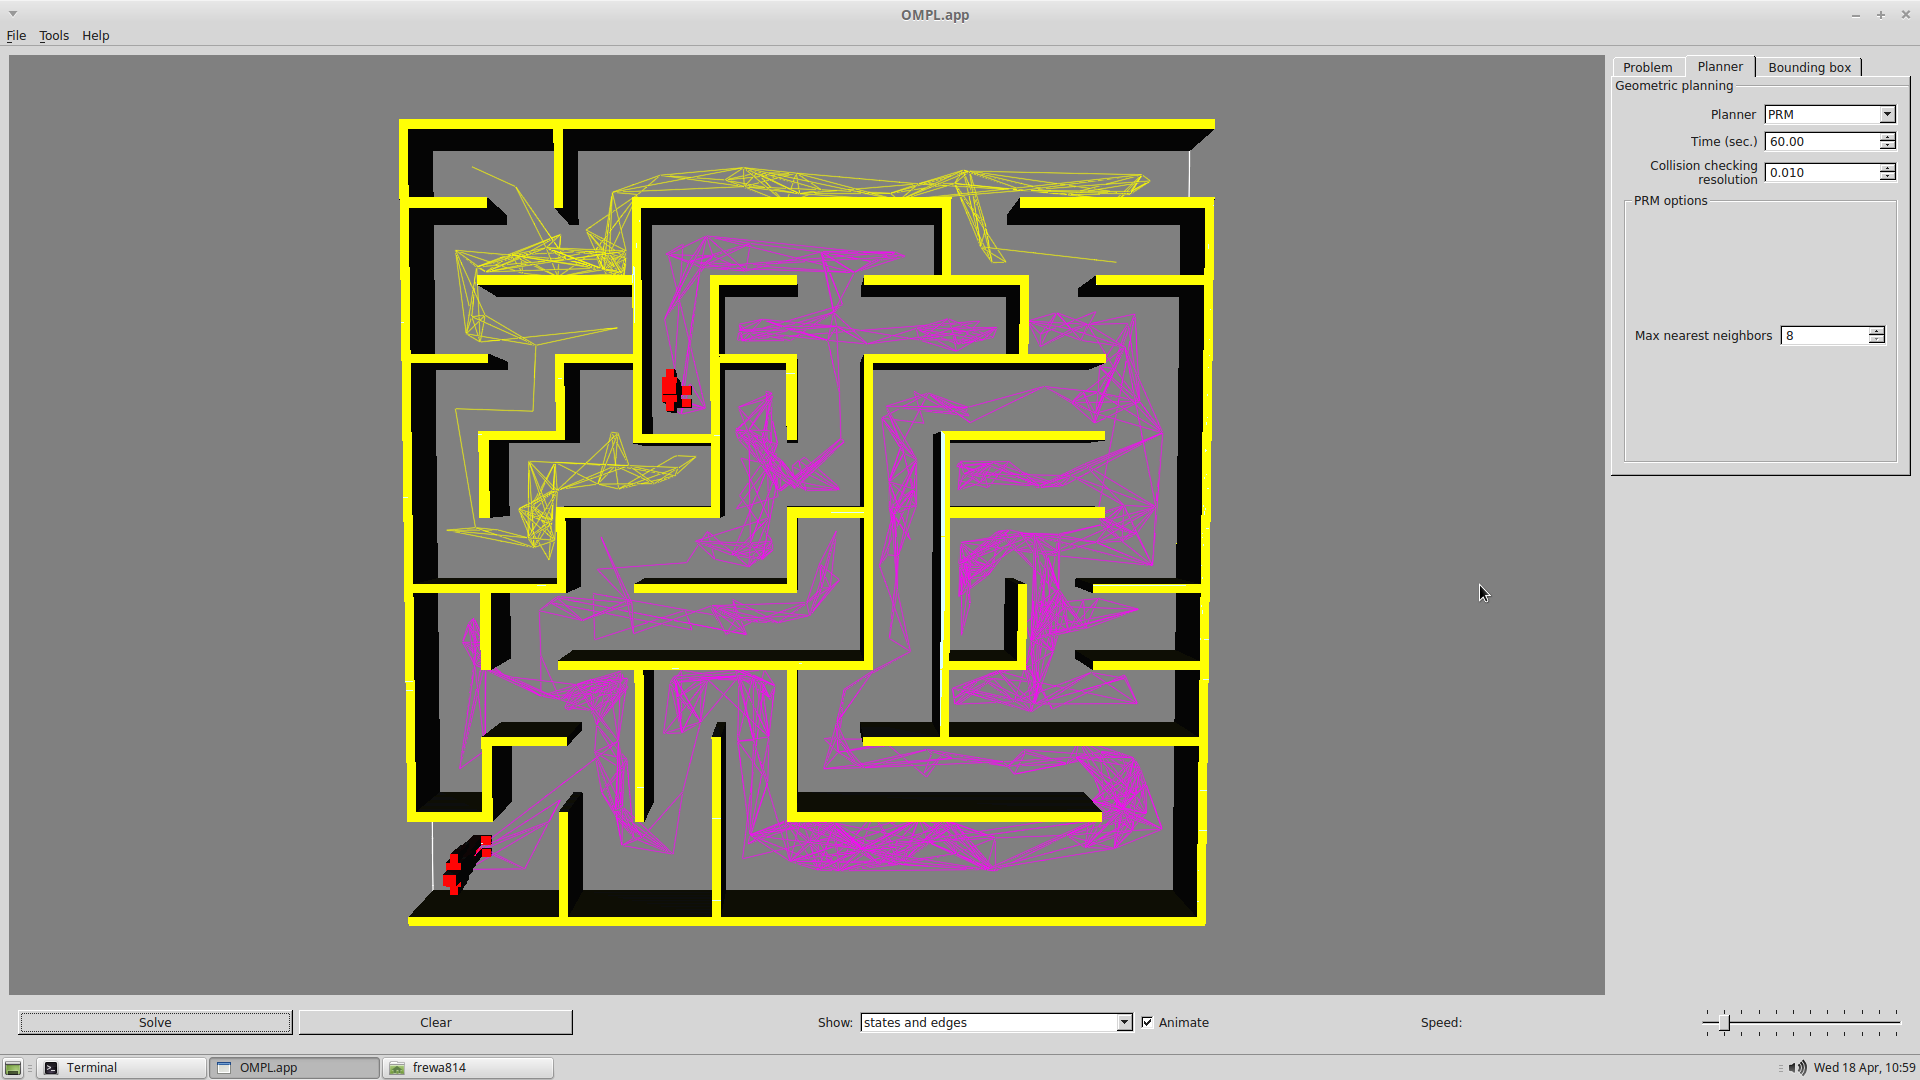 OMPL.app
File Tools Help
Problem Planner Bounding box
Geometric planning
Planner PRM
Time (sec.) 60.00
Collision checking
resolution 0.010
PRM options
Max nearest neighbors 8
Solve Clear Show: states and edges Animate Speed:
Terminal OMPL.app frewa814 Wed 18 Apr, 10:59